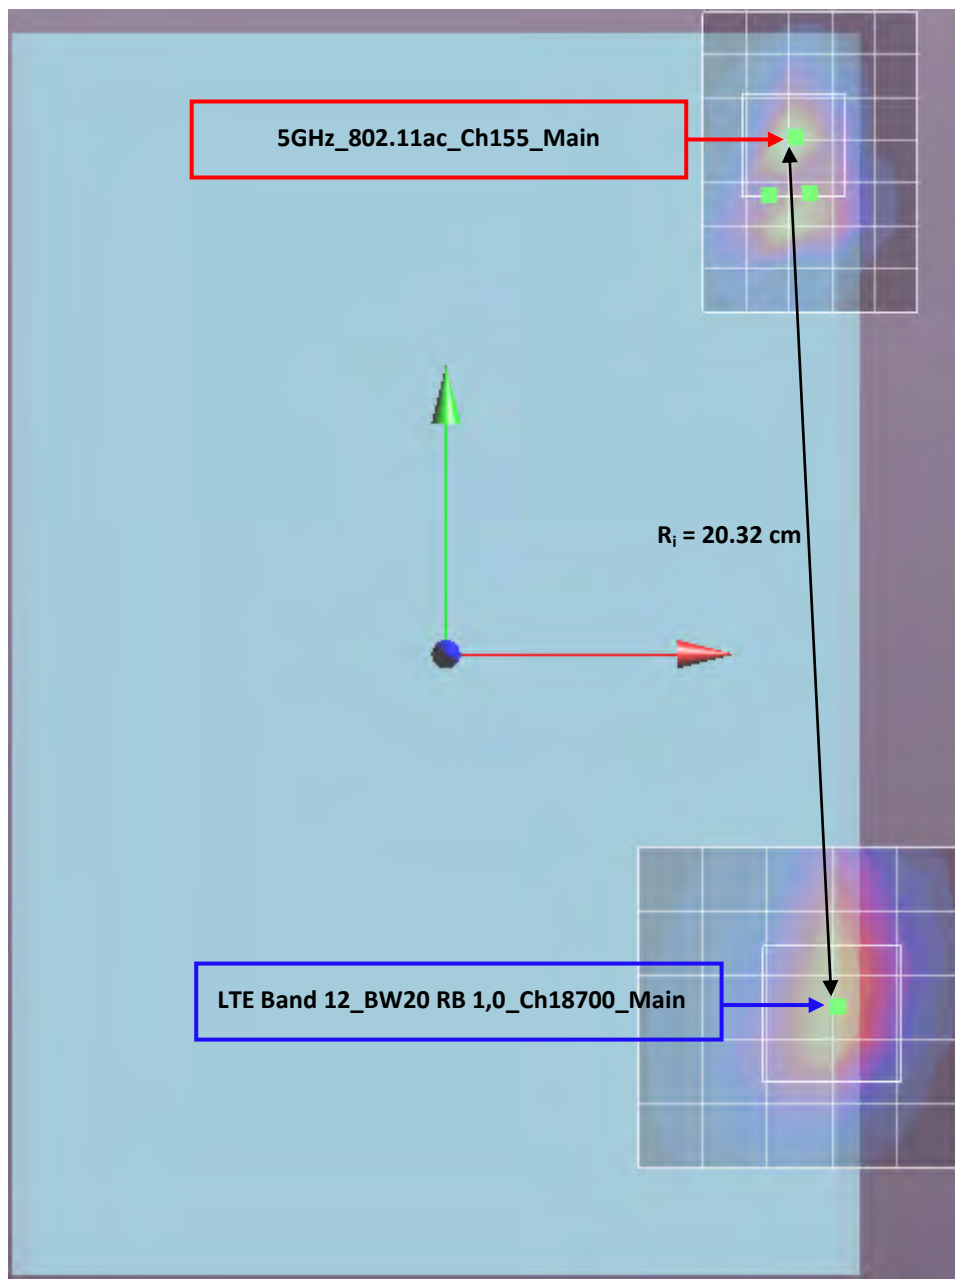 5GHz_802.11ac_Ch155_Main
Rᵢ = 20.32 cm
LTE Band 12_BW20 RB 1,0_Ch18700_Main